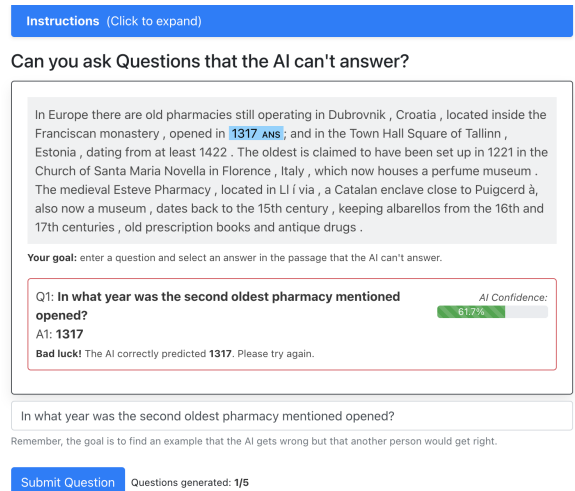 Instructions (Click to expand)
Can you ask Questions that the AI can't answer?
In Europe there are old pharmacies still operating in Dubrovnik , Croatia , located inside the
Franciscan monastery , opened in 1317 ANS ; and in the Town Hall Square of Tallinn ,
Estonia , dating from at least 1422 . The oldest is claimed to have been set up in 1221 in the
Church of Santa Maria Novella in Florence , Italy , which now houses a perfume museum .
The medieval Esteve Pharmacy , located in Ll í via , a Catalan enclave close to Puigcerd à,
also now a museum , dates back to the 15th century , keeping albarellos from the 16th and
17th centuries , old prescription books and antique drugs .
Your goal: enter a question and select an answer in the passage that the AI can't answer.
Q1: In what year was the second oldest pharmacy mentioned
opened?
AI Confidence:
61.7%
A1: 1317
Bad luck! The AI correctly predicted 1317. Please try again.
In what year was the second oldest pharmacy mentioned opened?
Remember, the goal is to find an example that the AI gets wrong but that another person would get right.
Submit Question Questions generated: 1/5